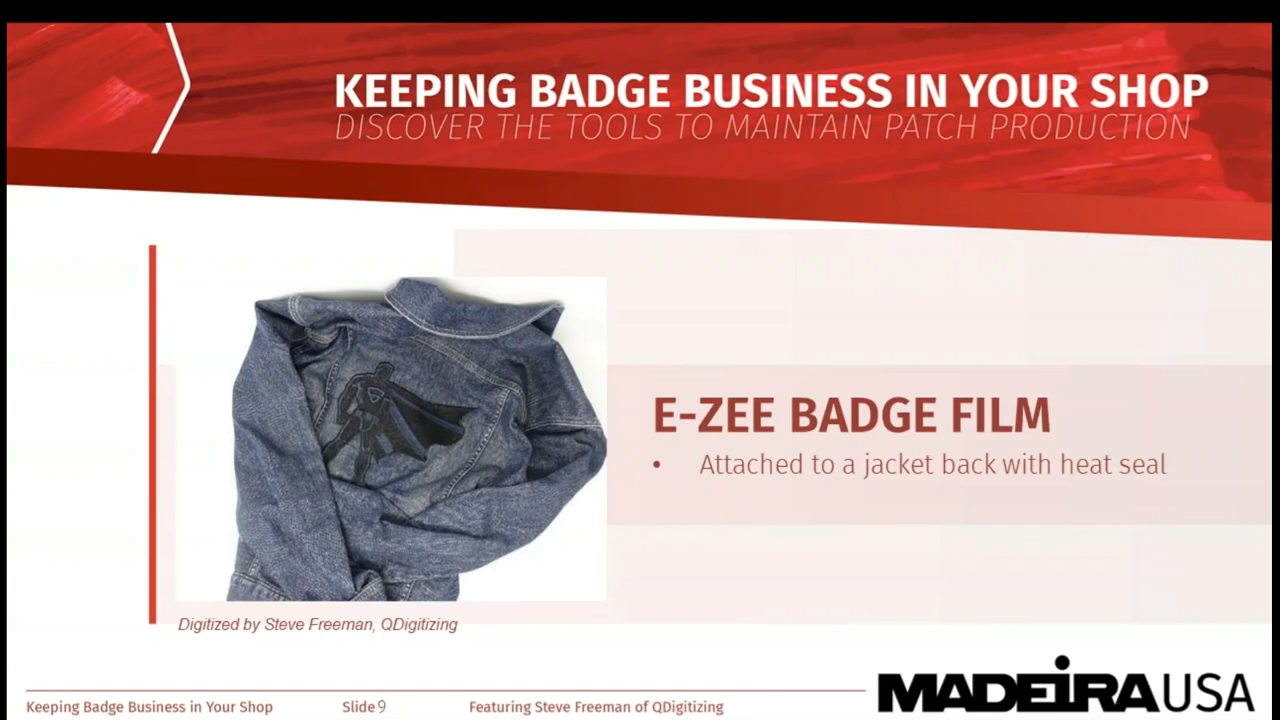 KEEPING BADGE BUSINESS IN YOUR SHOP
DISCOVER THE TOOLS TO MAINTAIN PATCH PRODUCTION
E-ZEE BADGE FILM
• Attached to a jacket back with heat seal
Digitized by Steve Freeman, QDigitizing
Keeping Badge Business in Your Shop
Slide 9
Featuring Steve Freeman of QDigitizing
MADEIRA USA